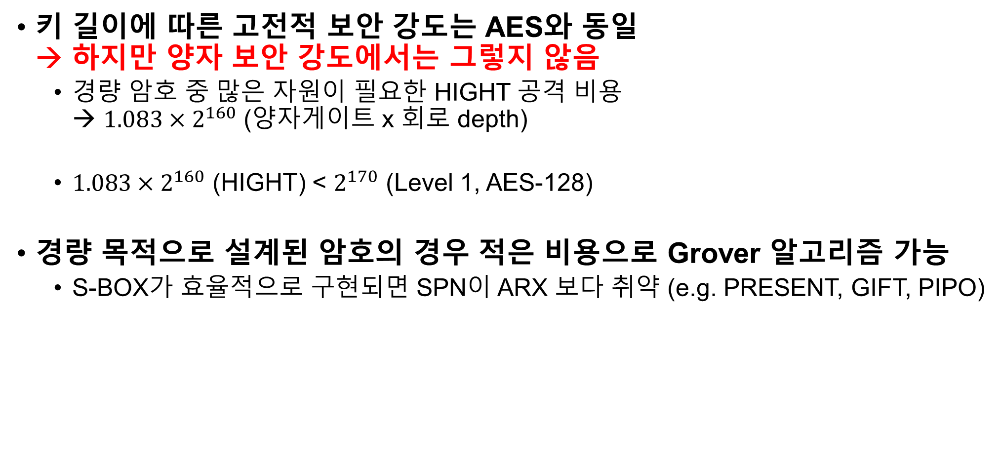 • 키 길이에 따른 고전적 보안 강도는 AES와 동일
→ 하지만 양자 보안 강도에서는 그렇지 않음
• 경량 암호 중 많은 자원이 필요한 HIGHT 공격 비용
→ 1.083 × 2^160 (양자게이트 x 회로 depth)
• 1.083 × 2^160 (HIGHT) < 2^170 (Level 1, AES-128)
• 경량 목적으로 설계된 암호의 경우 적은 비용으로 Grover 알고리즘 가능
• S-BOX가 효율적으로 구현되면 SPN이 ARX 보다 취약 (e.g. PRESENT, GIFT, PIPO)